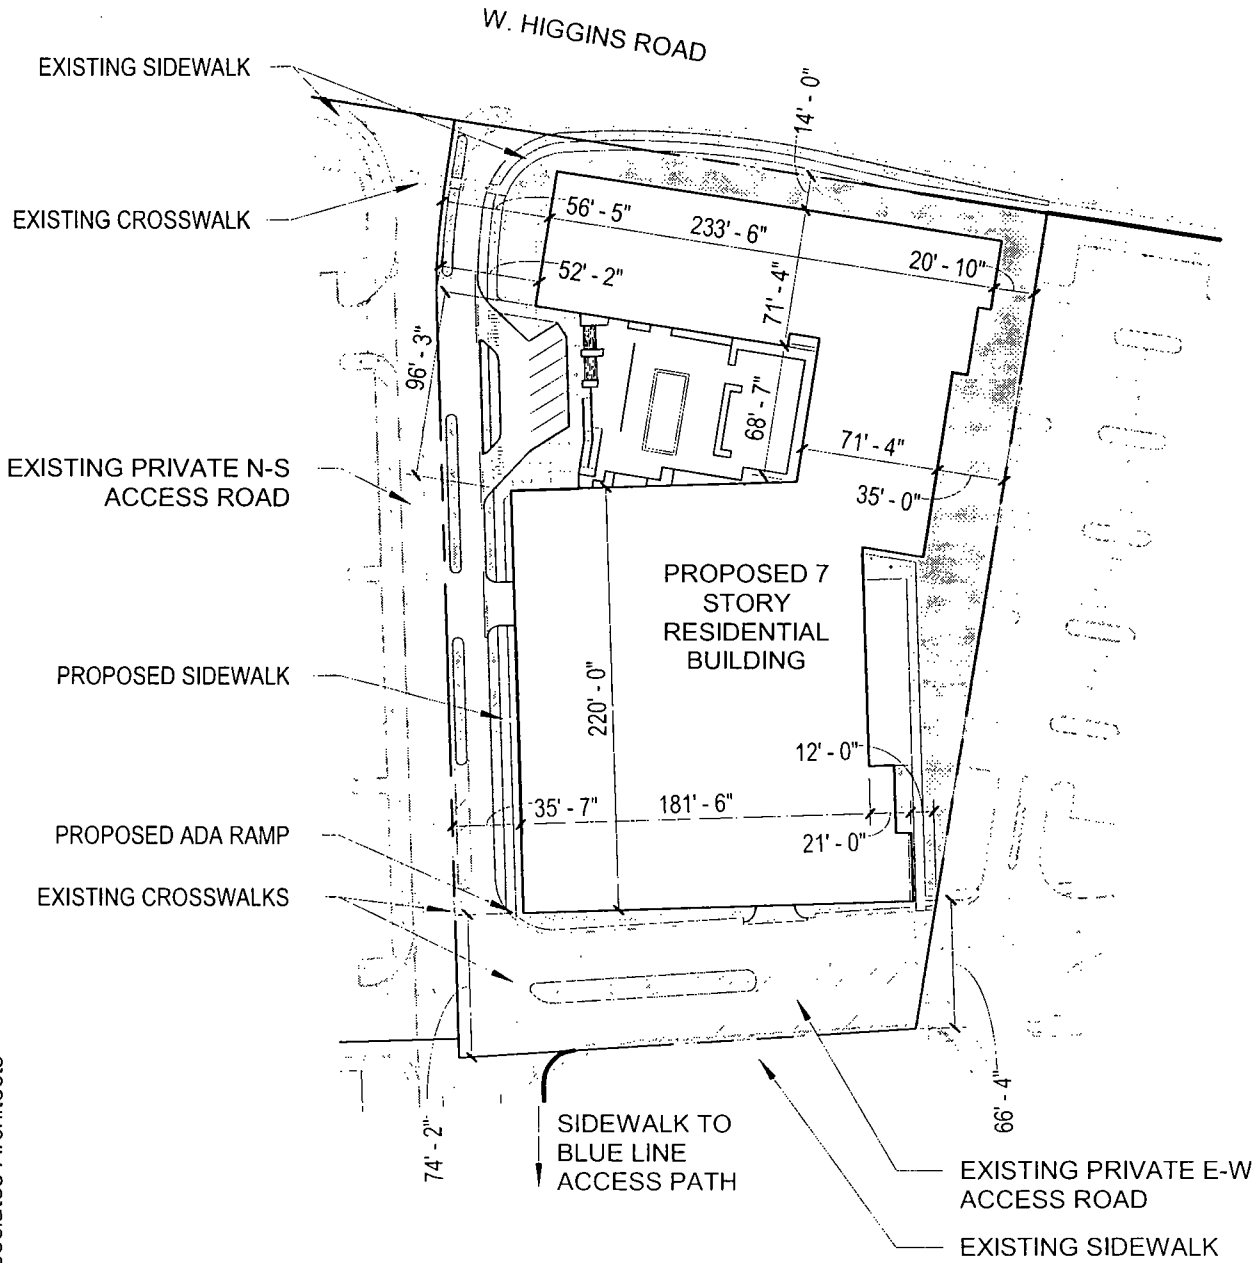 W. HIGGINS ROAD
EXISTING SIDEWALK
14' - 0"
EXISTING CROSSWALK
56' - 5"
233' - 6"
20' - 10"
52' - 2"
71' - 4"
96' - 3"
68' - 7"
71' - 4"
35' - 0"
EXISTING PRIVATE N-S
ACCESS ROAD
PROPOSED 7
STORY
RESIDENTIAL
BUILDING
PROPOSED SIDEWALK
220' - 0"
12' - 0"
35' - 7"
181' - 6"
21' - 0"
PROPOSED ADA RAMP
EXISTING CROSSWALKS
74' - 2"
66' - 4"
SIDEWALK TO
BLUE LINE
ACCESS PATH
EXISTING PRIVATE E-W
ACCESS ROAD
EXISTING SIDEWALK